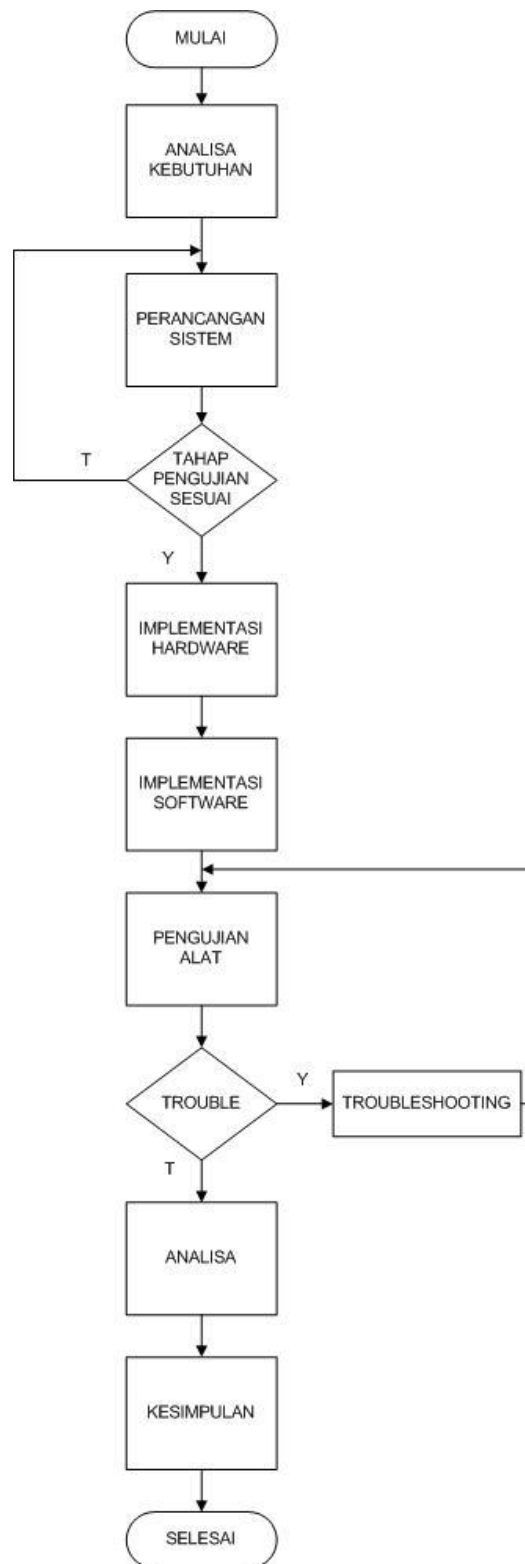 MULAI
ANALISA
KEBUTUHAN
PERANCANGAN
SISTEM
TAHAP
PENGUJIAN
SESUAI
T
Y
IMPLEMENTASI
HARDWARE
IMPLEMENTASI
SOFTWARE
PENGUJIAN
ALAT
TROUBLE
Y
TROUBLESHOOTING
T
ANALISA
KESIMPULAN
SELESAI